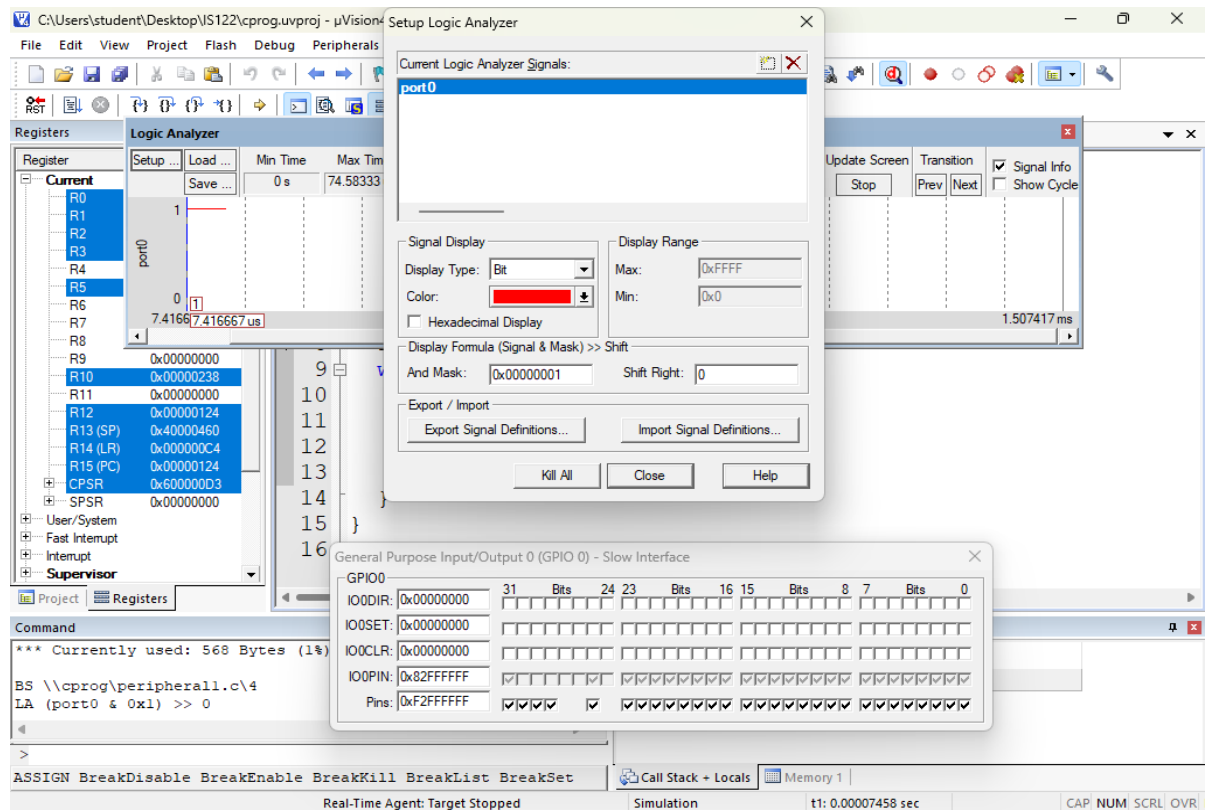 C:\Users\student\Desktop\IS122\cprog.uvproj - µVision4
File Edit View Project Flash Debug Peripherals
RST
Setup Logic Analyzer
Current Logic Analyzer Signals:
port0
Signal Display
Display Type: Bit
Color:
Hexadecimal Display
Display Range
Max: 0xFFFF
Min: 0x0
Display Formula (Signal & Mask) >> Shift
And Mask: 0x00000001 Shift Right: 0
Export / Import
Export Signal Definitions... Import Signal Definitions...
Kill All Close Help
Logic Analyzer
Setup ... Load ... Min Time Max Tim Update Screen Transition Signal Info
Save ... 0 s 74.58333 Stop Prev Next Show Cycle
1
port0
0 1
7.4166 7.416667 us 1.507417 ms
Registers
Register
Current
R0
R1
R2
R3
R4
R5
R6
R7
R8
R9 0x00000000
R10 0x00000238
R11 0x00000000
R12 0x00000124
R13 (SP) 0x40000460
R14 (LR) 0x000000C4
R15 (PC) 0x00000124
CPSR 0x600000D3
SPSR 0x00000000
User/System
Fast Interrupt
Interrupt
Supervisor
Project Registers
9
10
11
12
13
14 }
15 }
16
General Purpose Input/Output 0 (GPIO 0) - Slow Interface
GPIO0
31 Bits 24 23 Bits 16 15 Bits 8 7 Bits 0
IO0DIR: 0x00000000
IO0SET: 0x00000000
IO0CLR: 0x00000000
IO0PIN: 0x82FFFFFF
Pins: 0xF2FFFFFF
Command
*** Currently used: 568 Bytes (1%)
BS \\cprog\peripheral1.c\4
LA (port0 & 0x1) >> 0
>
ASSIGN BreakDisable BreakEnable BreakKill BreakList BreakSet
Call Stack + Locals Memory 1
Real-Time Agent: Target Stopped Simulation t1: 0.00007458 sec CAP NUM SCRL OVR